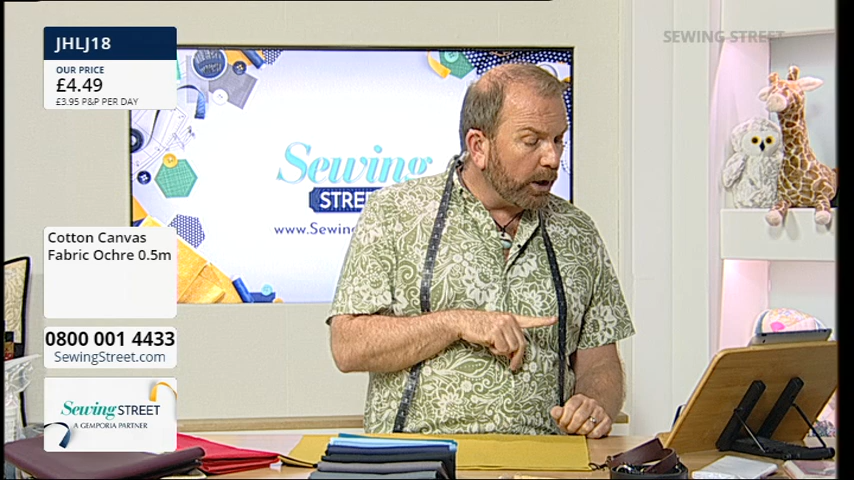 JHLJ18
OUR PRICE
£4.49
£3.95 P&P PER DAY
Cotton Canvas
Fabric Ochre 0.5m
0800 001 4433
SewingStreet.com
Sewing STREET
A GEMPORIA PARTNER
Sewing
STREE
www.Sewing
SEWING STREET